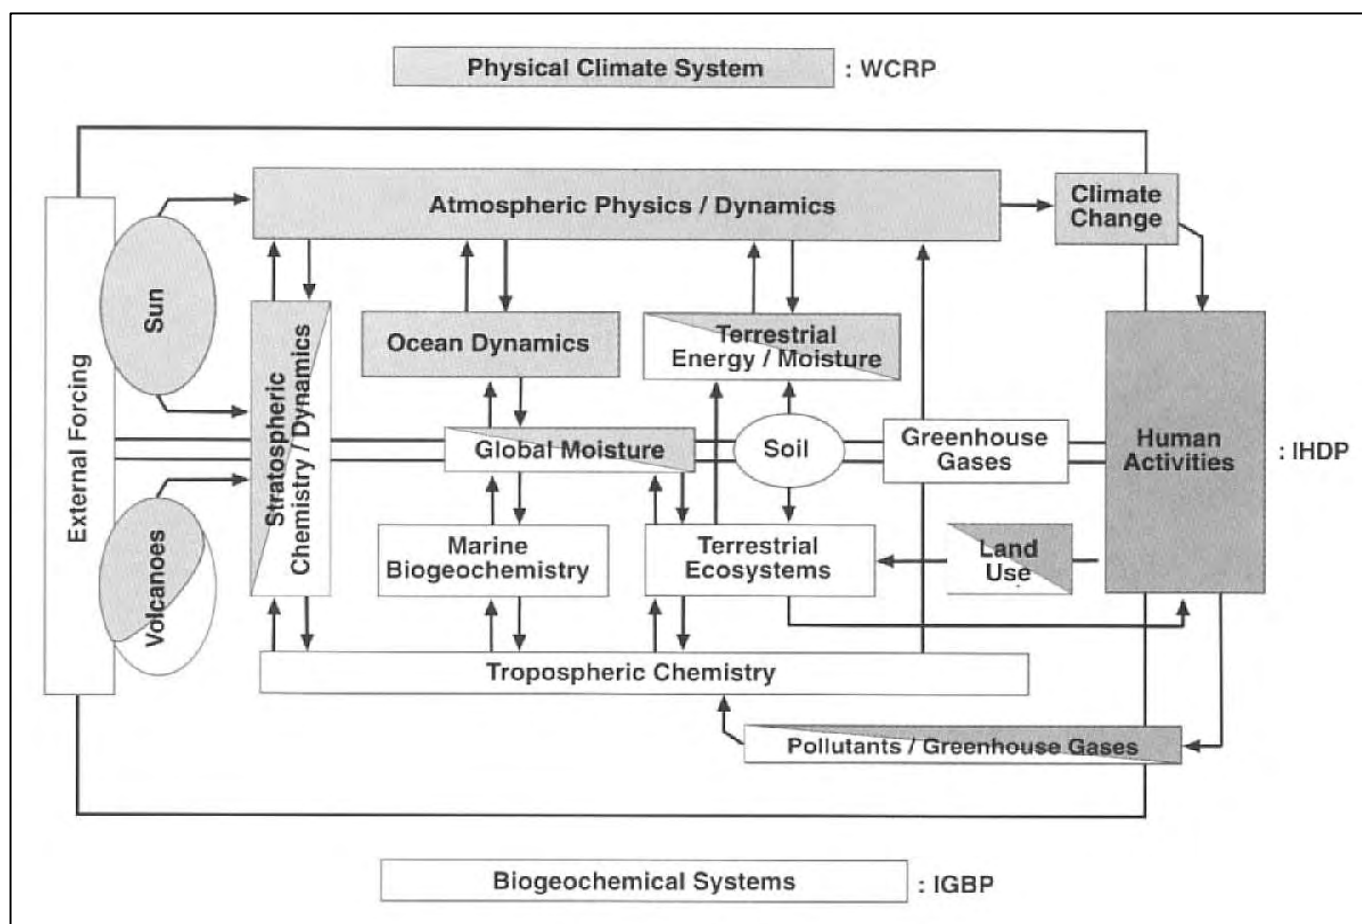 Physical Climate System : WCRP
Atmospheric Physics / Dynamics
Climate
Change
External Forcing
Sun
Stratospheric
Chemistry / Dynamics
Ocean Dynamics
Terrestrial
Energy / Moisture
Global Moisture
Soil
Greenhouse
Gases
Human
Activities
: IHDP
Volcanoes
Marine
Biogeochemistry
Terrestrial
Ecosystems
Land
Use
Tropospheric Chemistry
Pollutants / Greenhouse Gases
Biogeochemical Systems : IGBP